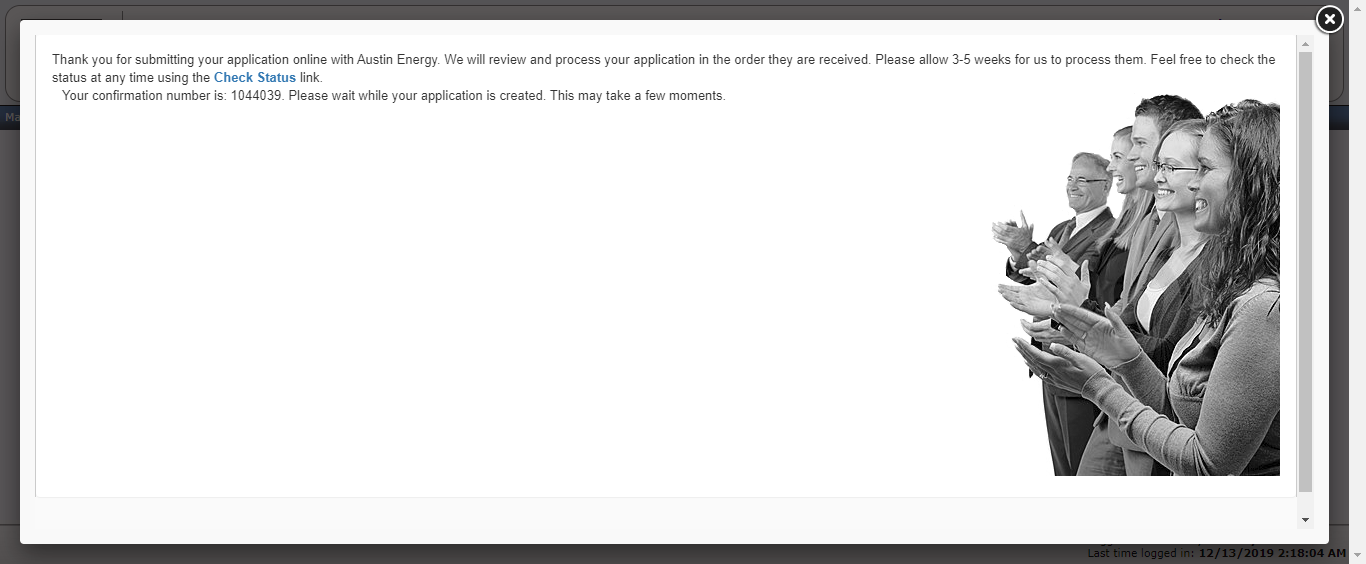 Thank you for submitting your application online with Austin Energy. We will review and process your application in the order they are received. Please allow 3-5 weeks for us to process them. Feel free to check the
status at any time using the Check Status link.
Your confirmation number is: 1044039. Please wait while your application is created. This may take a few moments.
Ma
Last time logged in: 12/13/2019 2:18:04 AM